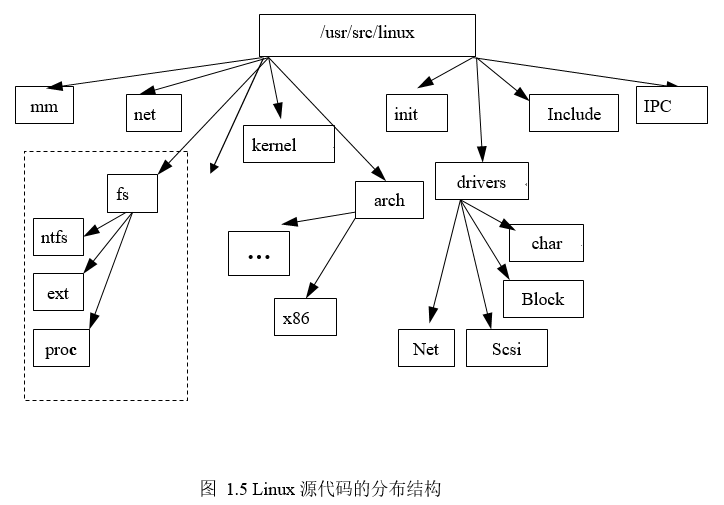 /usr/src/linux
mm
net
kernel
init
Include
IPC
fs
arch
drivers
ntfs
ext
proc
...
x86
char
Block
Net
Scsi
图 1.5 Linux 源代码的分布结构